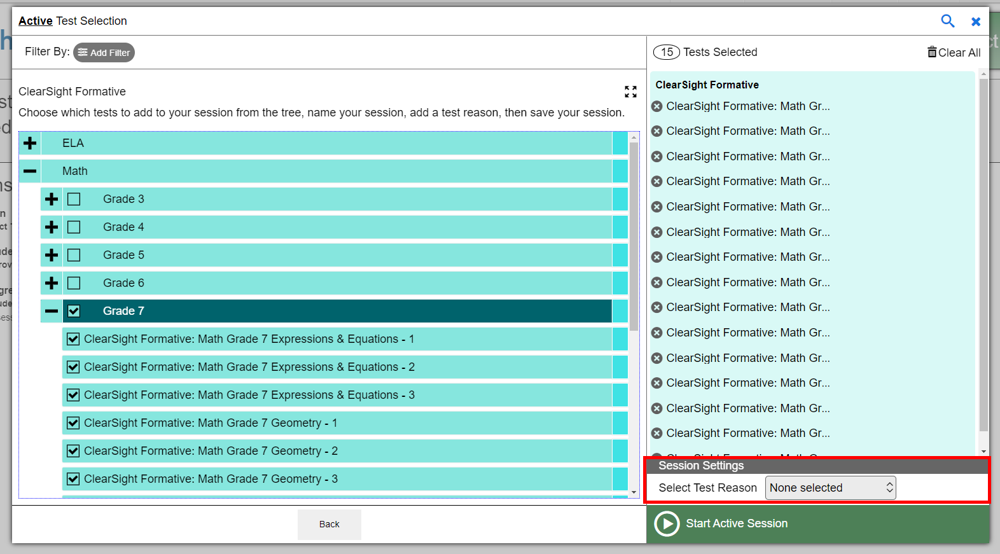 Active Test Selection
Filter By: Add Filter
15 Tests Selected
Clear All
ClearSight Formative
Choose which tests to add to your session from the tree, name your session, add a test reason, then save your session.
ELA
Math
Grade 3
Grade 4
Grade 5
Grade 6
Grade 7
ClearSight Formative: Math Grade 7 Expressions & Equations - 1
ClearSight Formative: Math Grade 7 Expressions & Equations - 2
ClearSight Formative: Math Grade 7 Expressions & Equations - 3
ClearSight Formative: Math Grade 7 Geometry - 1
ClearSight Formative: Math Grade 7 Geometry - 2
ClearSight Formative: Math Grade 7 Geometry - 3
Back
ClearSight Formative
ClearSight Formative: Math Gr...
ClearSight Formative: Math Gr...
ClearSight Formative: Math Gr...
ClearSight Formative: Math Gr...
ClearSight Formative: Math Gr...
ClearSight Formative: Math Gr...
ClearSight Formative: Math Gr...
ClearSight Formative: Math Gr...
ClearSight Formative: Math Gr...
ClearSight Formative: Math Gr...
ClearSight Formative: Math Gr...
ClearSight Formative: Math Gr...
ClearSight Formative: Math Gr...
ClearSight Formative: Math Gr...
Session Settings
Select Test Reason None selected
Start Active Session